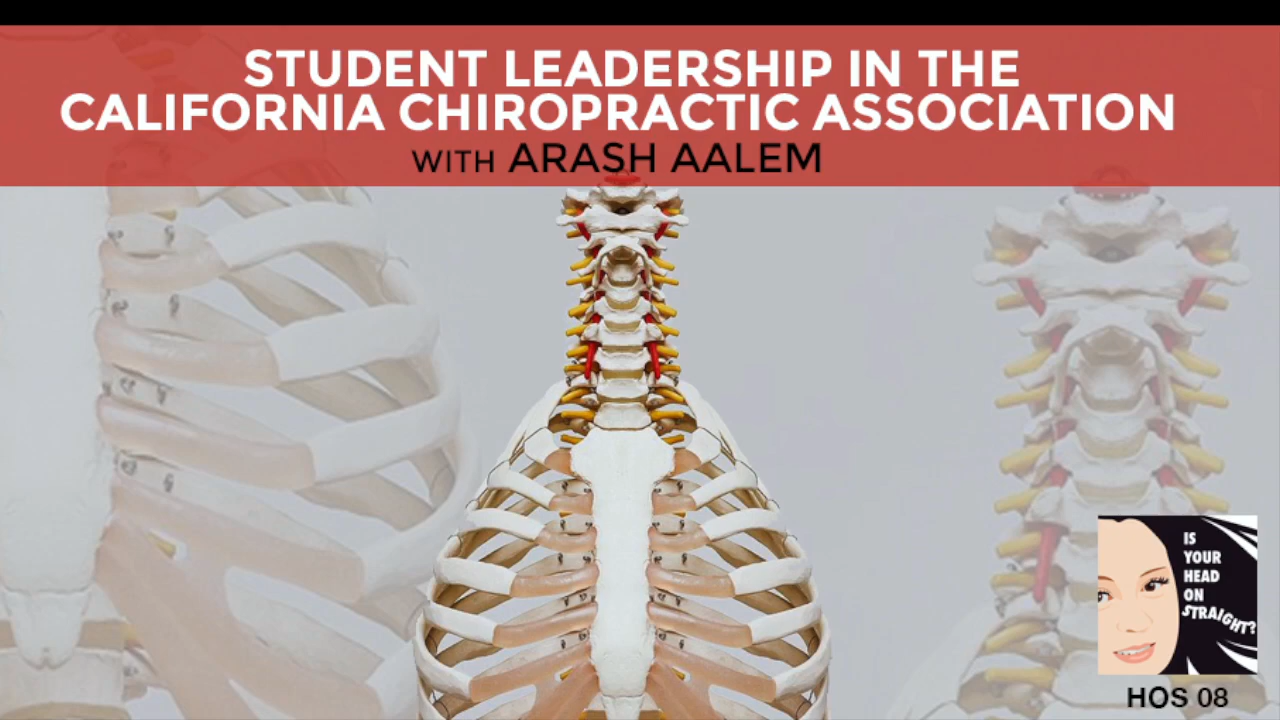 STUDENT LEADERSHIP IN THE
CALIFORNIA CHIROPRACTIC ASSOCIATION
WITH ARASH AALEM
IS
YOUR
HEAD
ON
STRAIGHT?
HOS 08